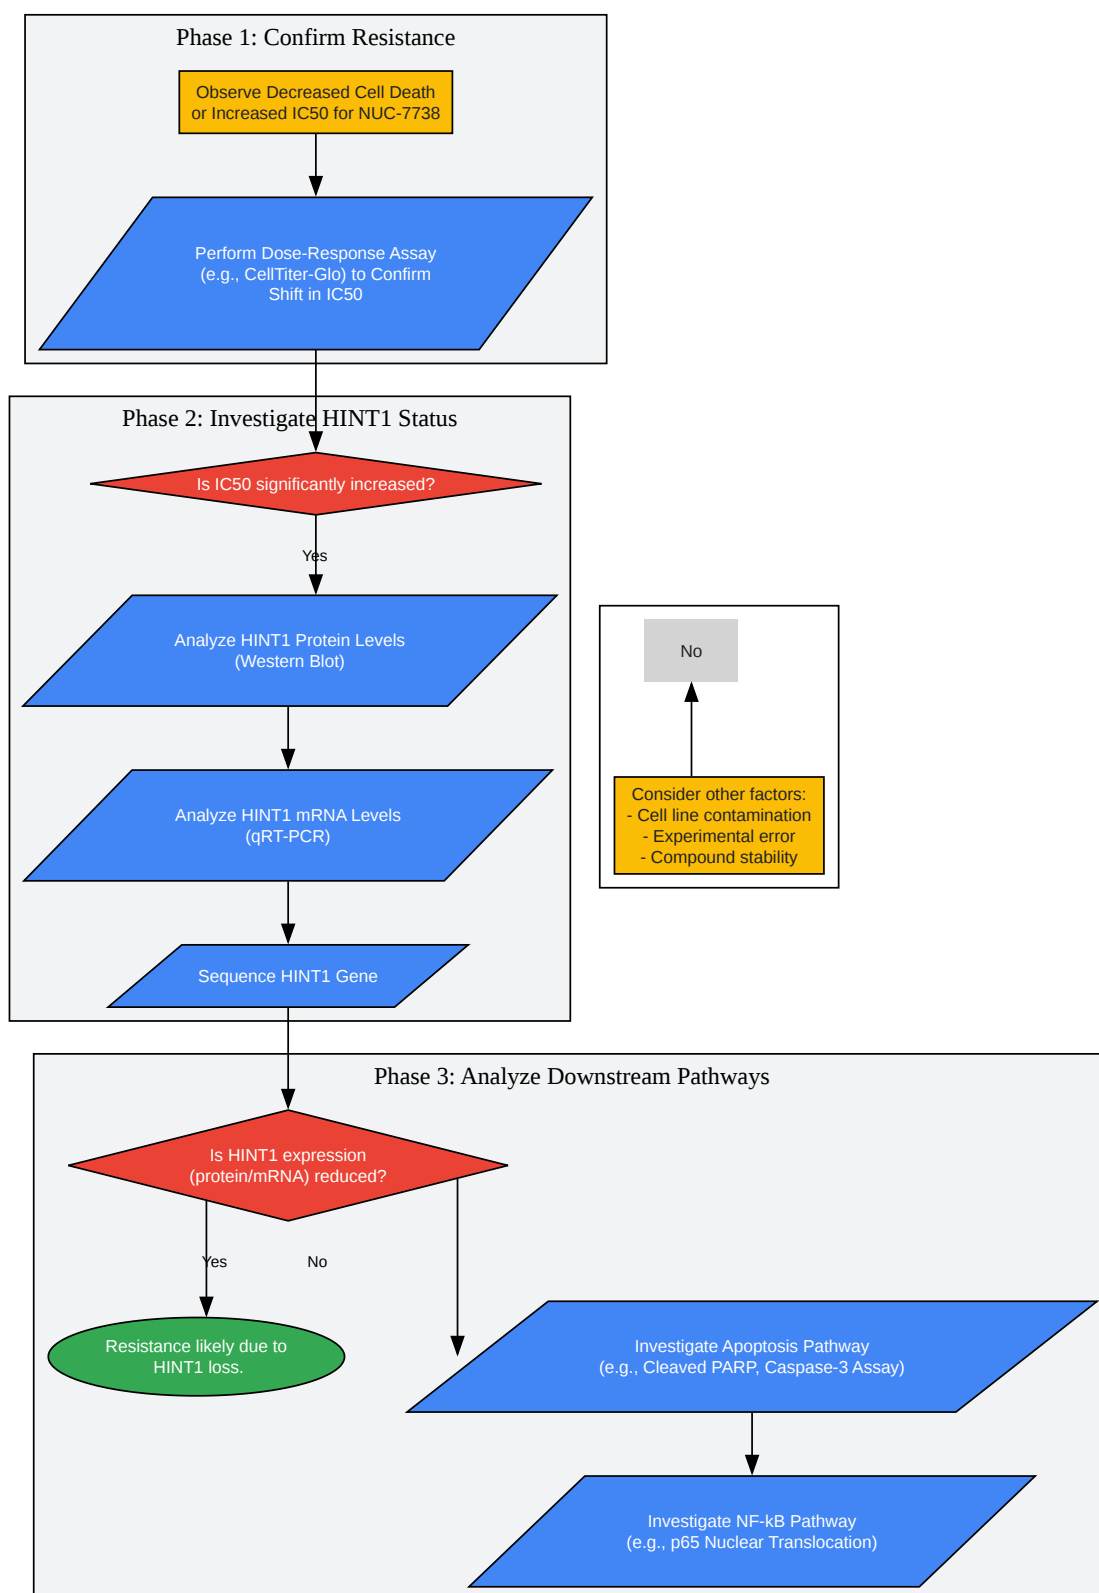 Phase 1: Confirm Resistance
Observe Decreased Cell Death
or Increased IC50 for NUC-7738
Perform Dose-Response Assay
(e.g., CellTiter-Glo) to Confirm
Shift in IC50
Phase 2: Investigate HINT1 Status
Is IC50 significantly increased?
Yes
Analyze HINT1 Protein Levels
(Western Blot)
Analyze HINT1 mRNA Levels
(qRT-PCR)
Sequence HINT1 Gene
No
Consider other factors:
- Cell line contamination
- Experimental error
- Compound stability
Phase 3: Analyze Downstream Pathways
Is HINT1 expression
(protein/mRNA) reduced?
Yes
No
Resistance likely due to
HINT1 loss.
Investigate Apoptosis Pathway
(e.g., Cleaved PARP, Caspase-3 Assay)
Investigate NF-kB Pathway
(e.g., p65 Nuclear Translocation)